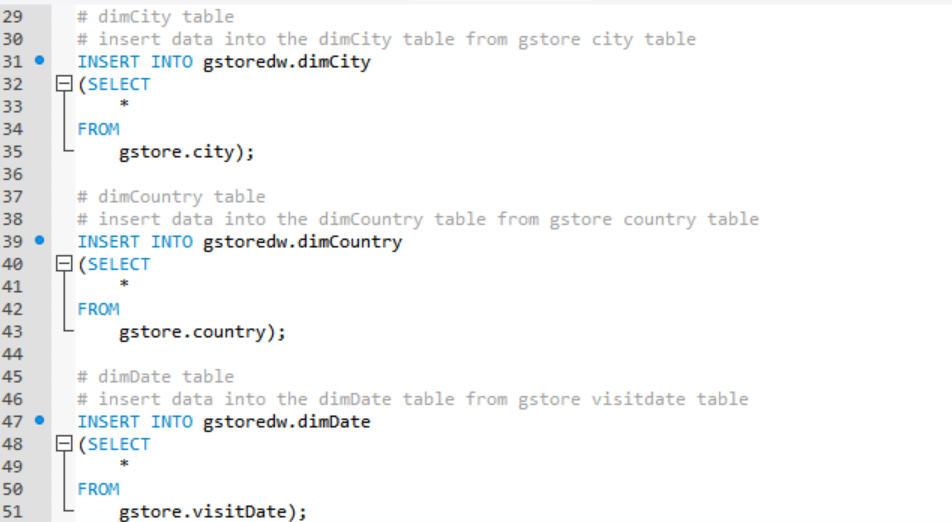 29 # dimCity table
30 # insert data into the dimCity table from gstore city table
31 INSERT INTO gstoredw.dimCity
32 (SELECT
33 *
34 FROM
35 gstore.city);
36
37 # dimCountry table
38 # insert data into the dimCountry table from gstore country table
39 INSERT INTO gstoredw.dimCountry
40 (SELECT
41 *
42 FROM
43 gstore.country);
44
45 # dimDate table
46 # insert data into the dimDate table from gstore visitdate table
47 INSERT INTO gstoredw.dimDate
48 (SELECT
49 *
50 FROM
51 gstore.visitDate);